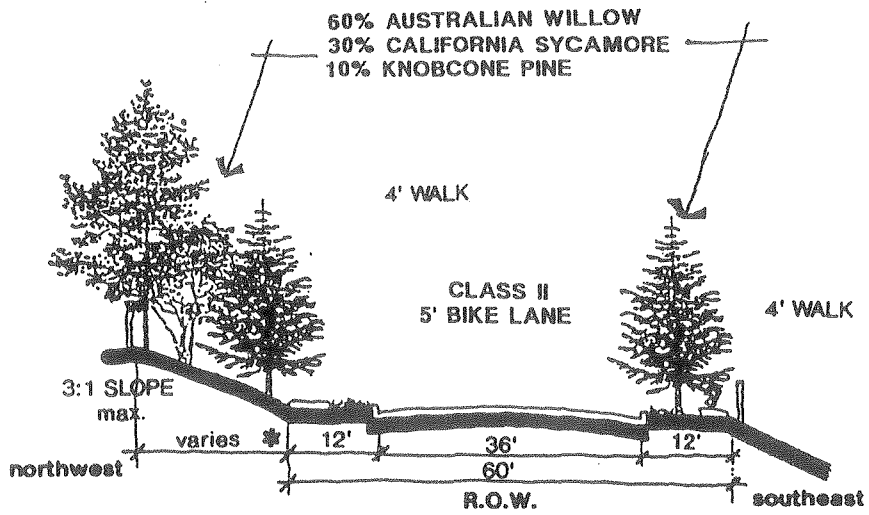 60% AUSTRALIAN WILLOW
30% CALIFORNIA SYCAMORE
10% KNOBCONE PINE
4' WALK
CLASS II
5' BIKE LANE
4' WALK
3:1 SLOPE
max.
varies *
12'
36'
12'
northwest
60'
R.O.W.
southeast